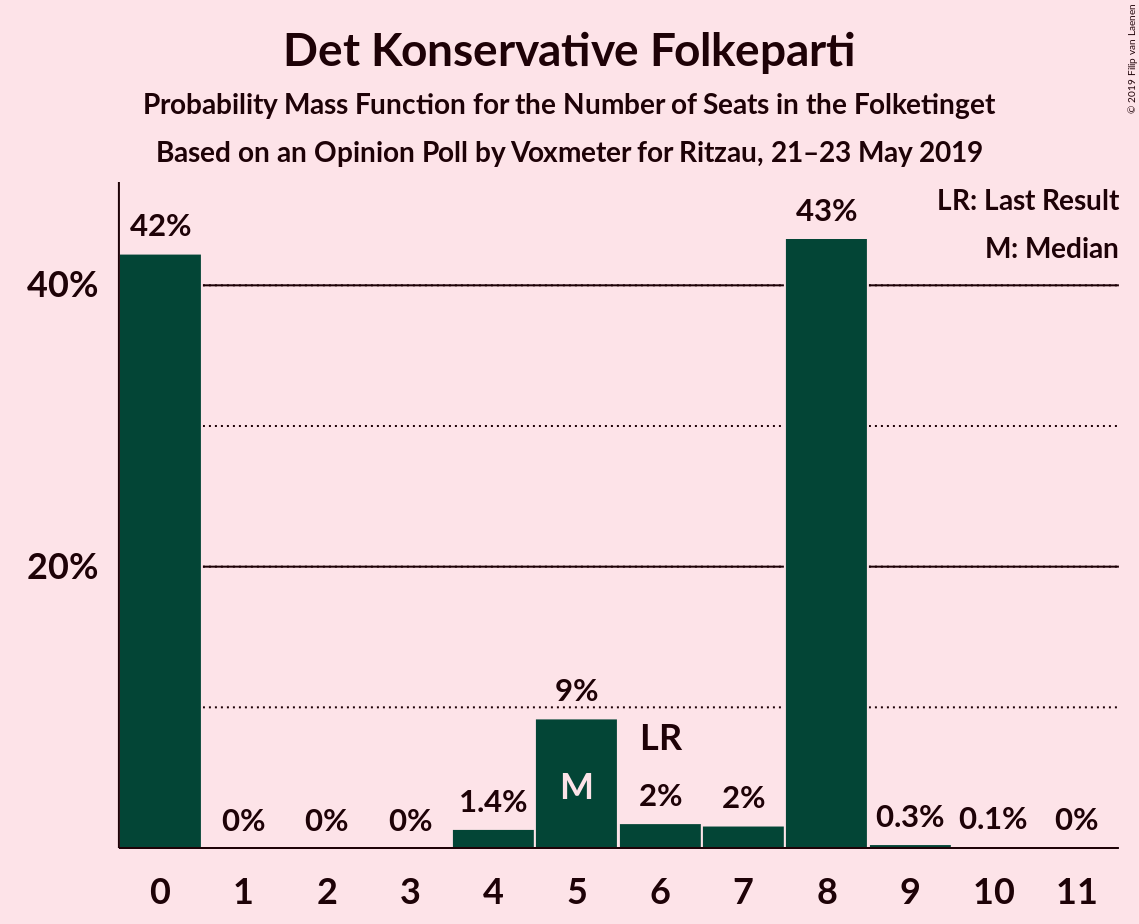 Det Konservative Folkeparti
Probability Mass Function for the Number of Seats in the Folketinget
Based on an Opinion Poll by Voxmeter for Ritzau, 21–23 May 2019
© 2019 Filip van Laenen
LR: Last Result
M: Median
40%
20%
42%
0%
0%
0%
1.4%
9%
M
LR
2%
2%
43%
0.3%
0.1%
0%
0 1 2 3 4 5 6 7 8 9 10 11